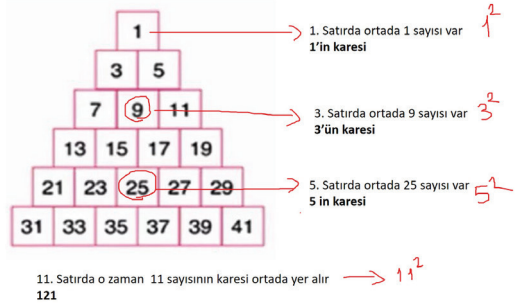 1
1. Satırda ortada 1 sayısı var 1²
1'in karesi
3 5
7 9 11
3. Satırda ortada 9 sayısı var 3²
3'ün karesi
13 15 17 19
21 23 25 27 29
5. Satırda ortada 25 sayısı var 5²
5 in karesi
31 33 35 37 39 41
11. Satırda o zaman 11 sayısının karesi ortada yer alır 11²
121